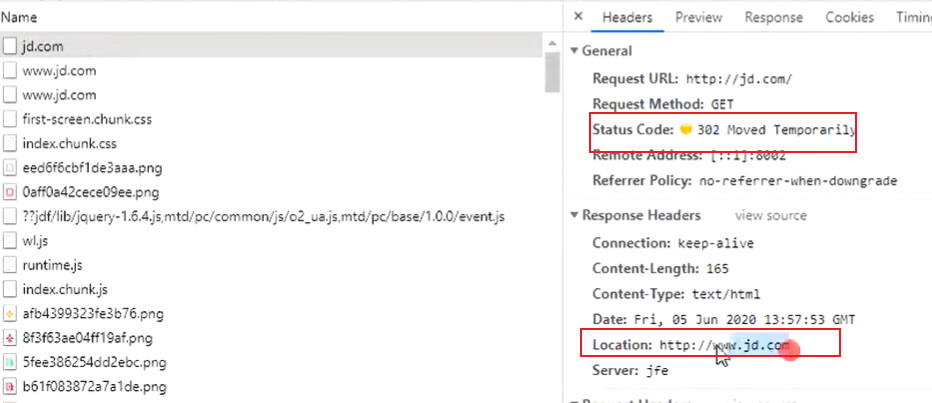 Name
jd.com
www.jd.com
www.jd.com
first-screen.chunk.css
index.chunk.css
eed6f6cbf1de3aaa.png
0aff0a42cece09ee.png
??jdf/lib/jquery-1.6.4.js,mtd/pc/common/js/o2_ua.js,mtd/pc/base/1.0.0/event.js
wl.js
runtime.js
index.chunk.js
afb4399323fe3b76.png
8f3f63ae04ff19af.png
5fee386254dd2ebc.png
b61f083872a7a1de.png
× Headers Preview Response Cookies Timing
General
Request URL: http://jd.com/
Request Method: GET
Status Code: 302 Moved Temporarily
Remote Address: [::1]:8002
Referrer Policy: no-referrer-when-downgrade
Response Headers view source
Connection: keep-alive
Content-Length: 165
Content-Type: text/html
Date: Fri, 05 Jun 2020 13:57:53 GMT
Location: http://www.jd.com
Server: jfe
Request Headers view source